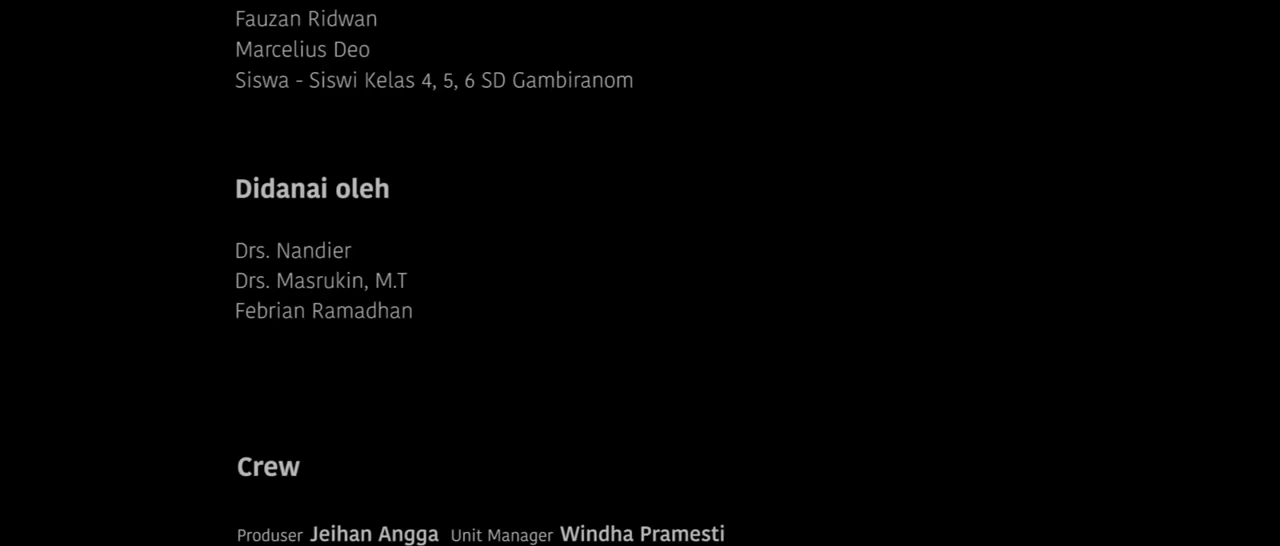 Fauzan Ridwan
Marcelius Deo
Siswa - Siswi Kelas 4, 5, 6 SD Gambiranom
Didanai oleh
Drs. Nandier
Drs. Masrukin, M.T
Febrian Ramadhan
Crew
Produser Jeihan Angga Unit Manager Windha Pramesti